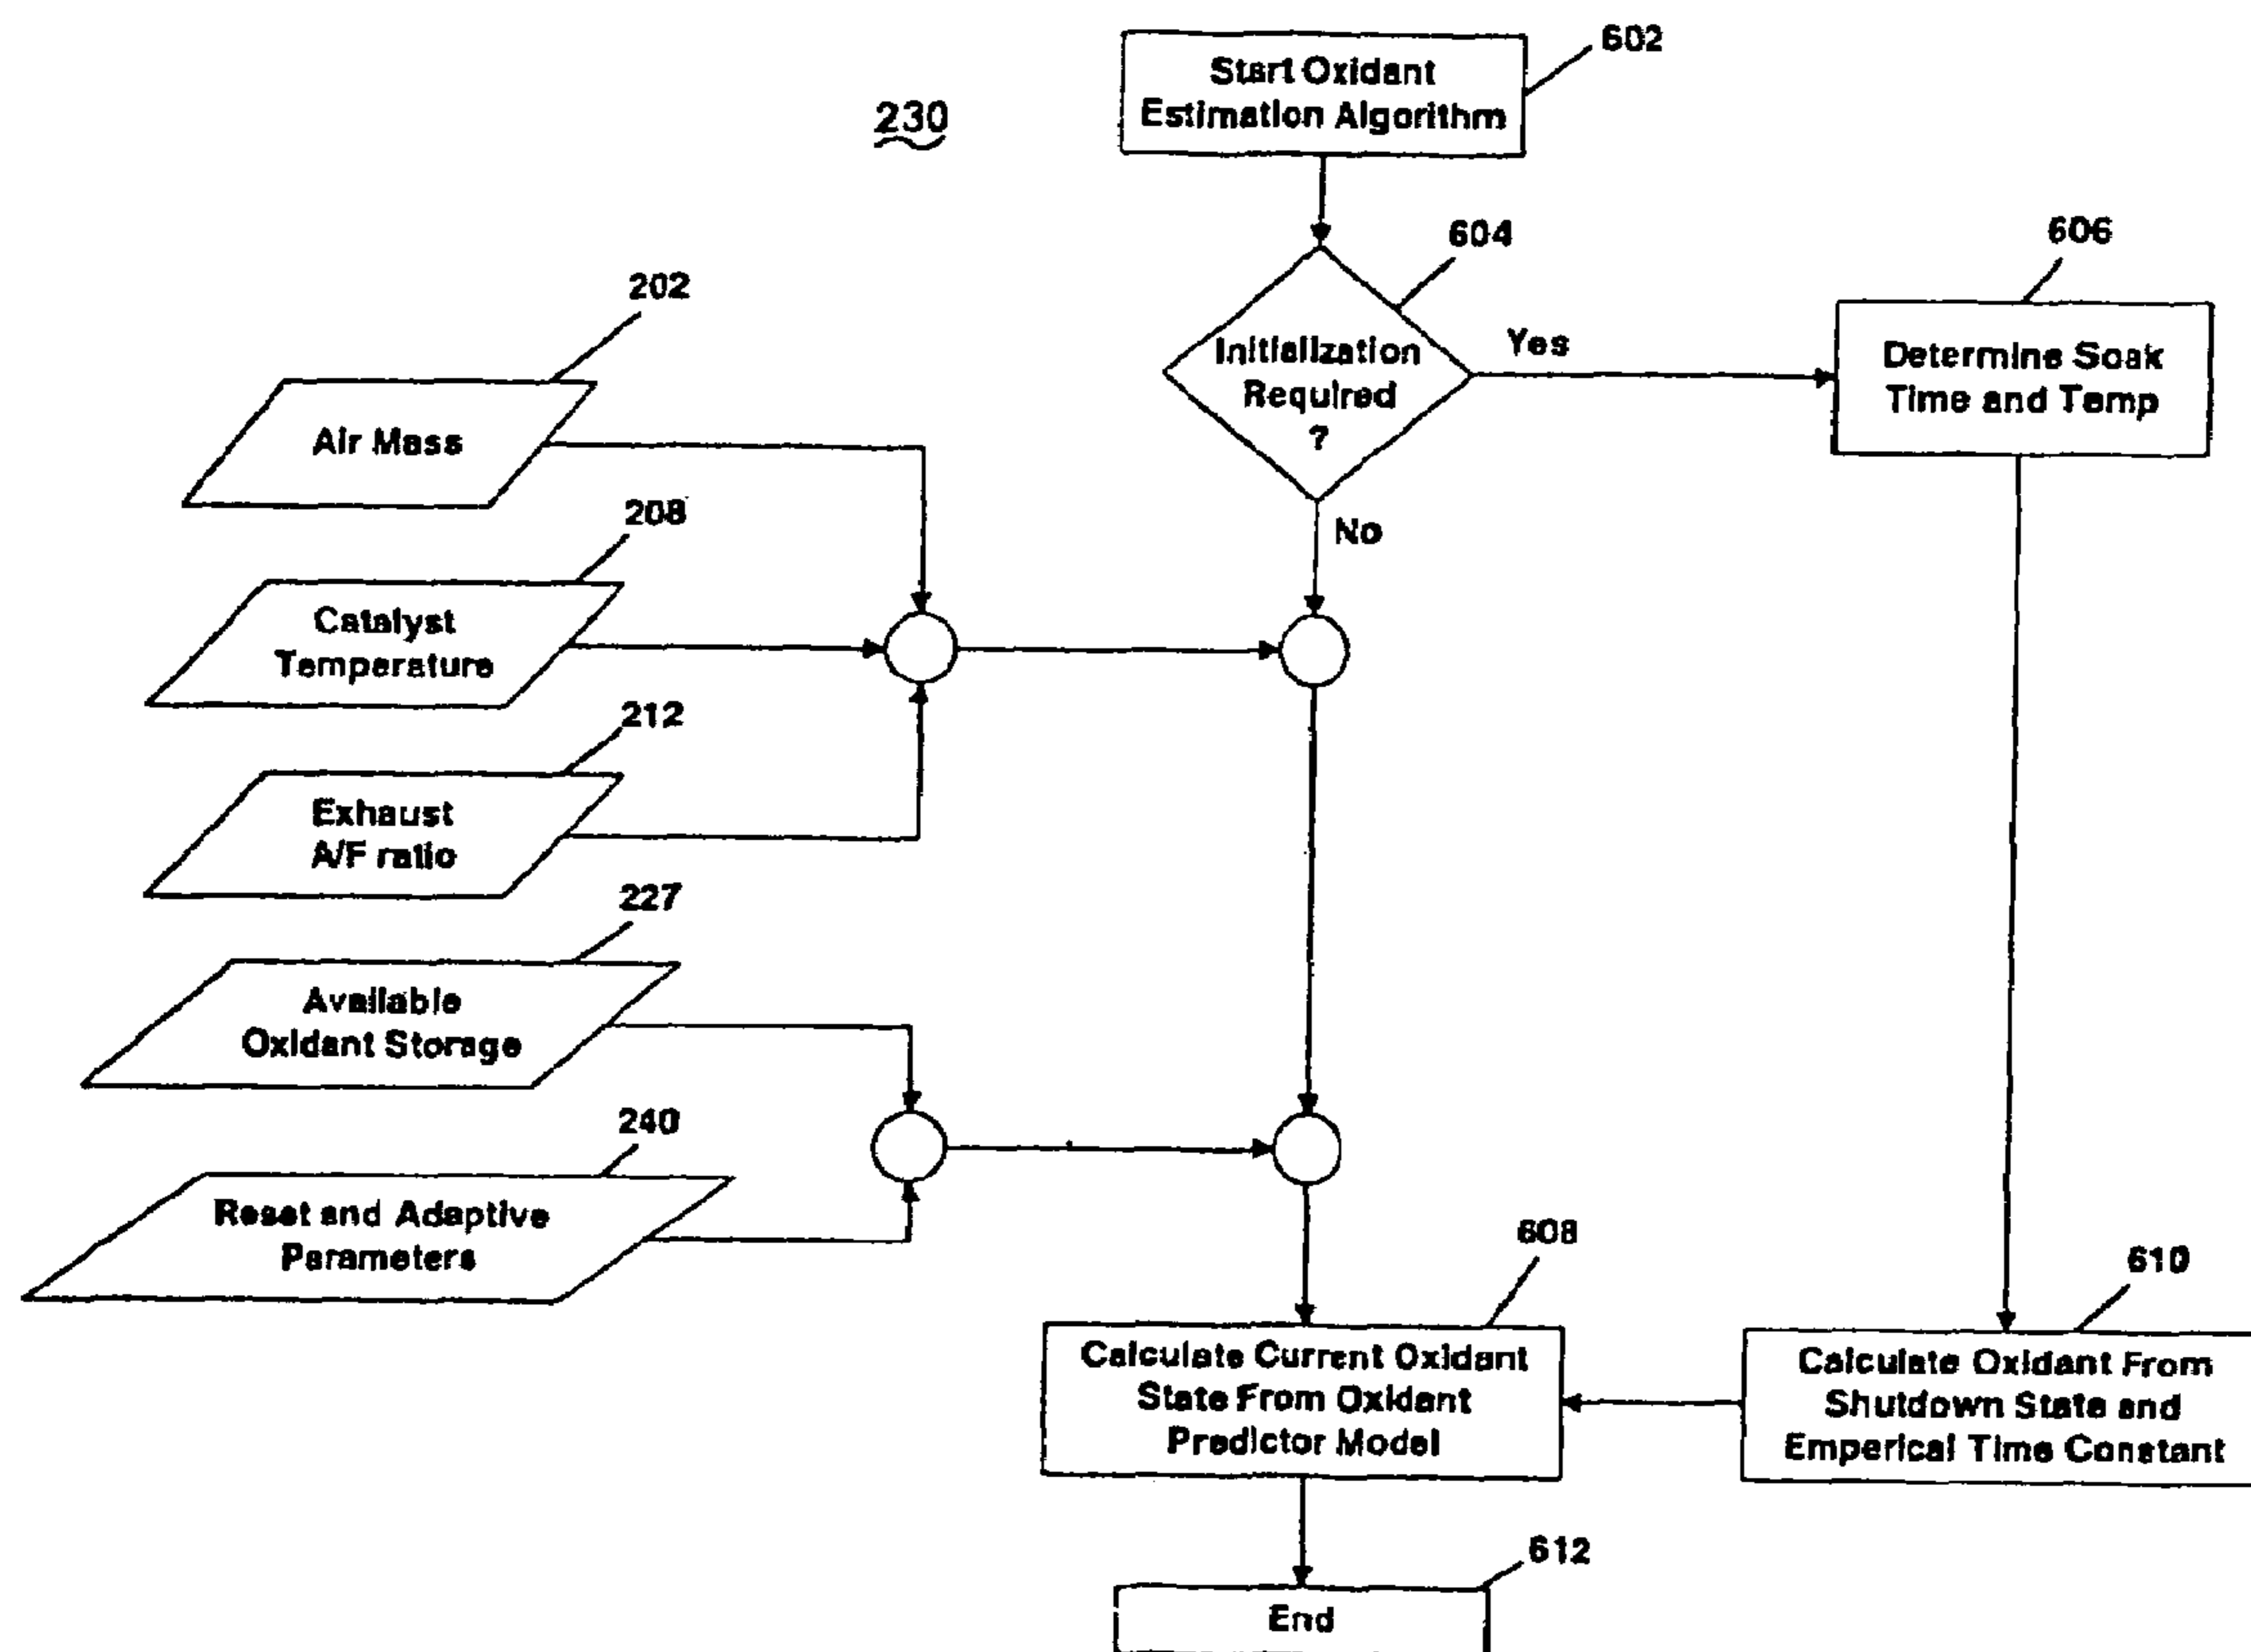 602
Start Oxidant
Estimation Algorithm
230
604
606
Initialization
Required
?
Yes
No
Determine Soak
Time and Temp
202
Air Mass
208
Catalyst
Temperature
212
Exhaust
A/F ratio
227
Available
Oxidant Storage
240
Reset and Adaptive
Parameters
608
Calculate Current Oxidant
State From Oxidant
Predictor Model
610
Calculate Oxidant From
Shutdown State and
Emperical Time Constant
612
End